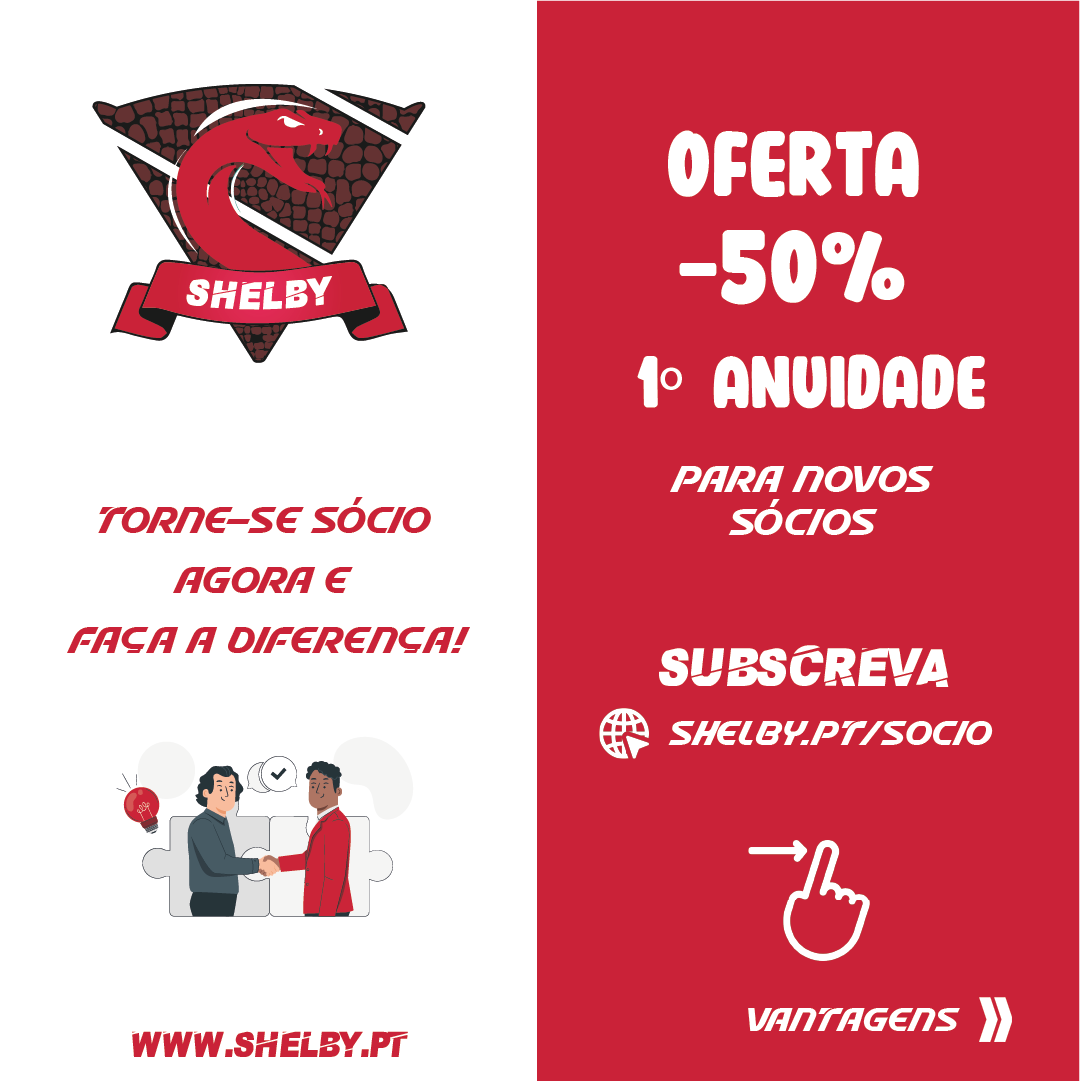 SHELBY
TORNE-SE SÓCIO
AGORA E
FAÇA A DIFERENÇA!
WWW.SHELBY.PT
OFERTA
-50%
1º ANUIDADE
PARA NOVOS
SÓCIOS
SUBSCREVA
SHELBY.PT/SOCIO
VANTAGENS